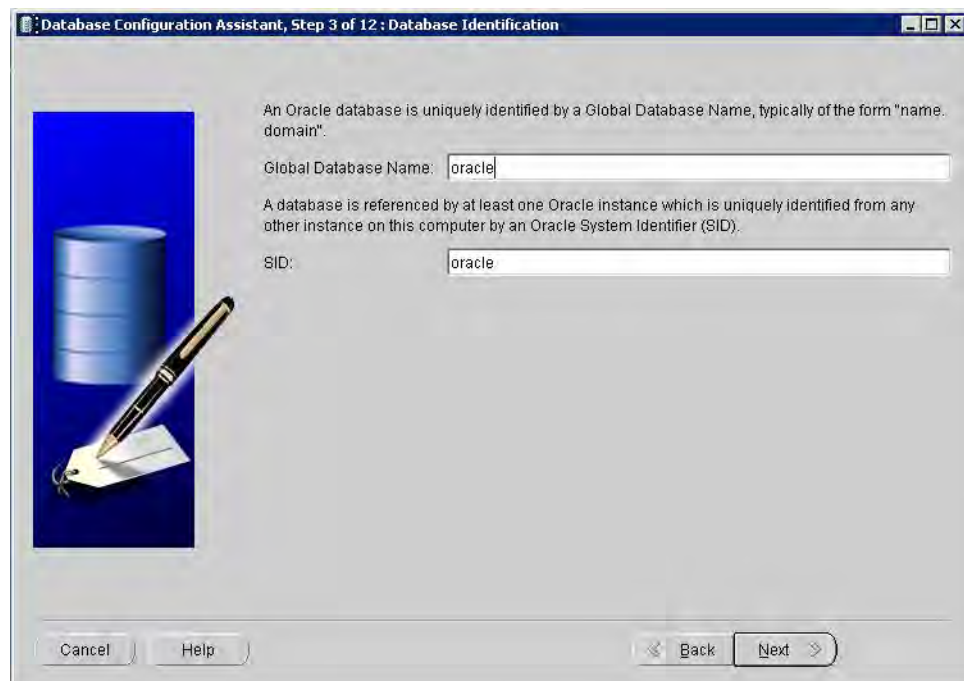 Database Configuration Assistant, Step 3 of 12 : Database Identification
An Oracle database is uniquely identified by a Global Database Name, typically of the form "name.
domain".
Global Database Name: oracle
A database is referenced by at least one Oracle instance which is uniquely identified from any
other instance on this computer by an Oracle System Identifier (SID).
SID: oracle
Cancel Help Back Next